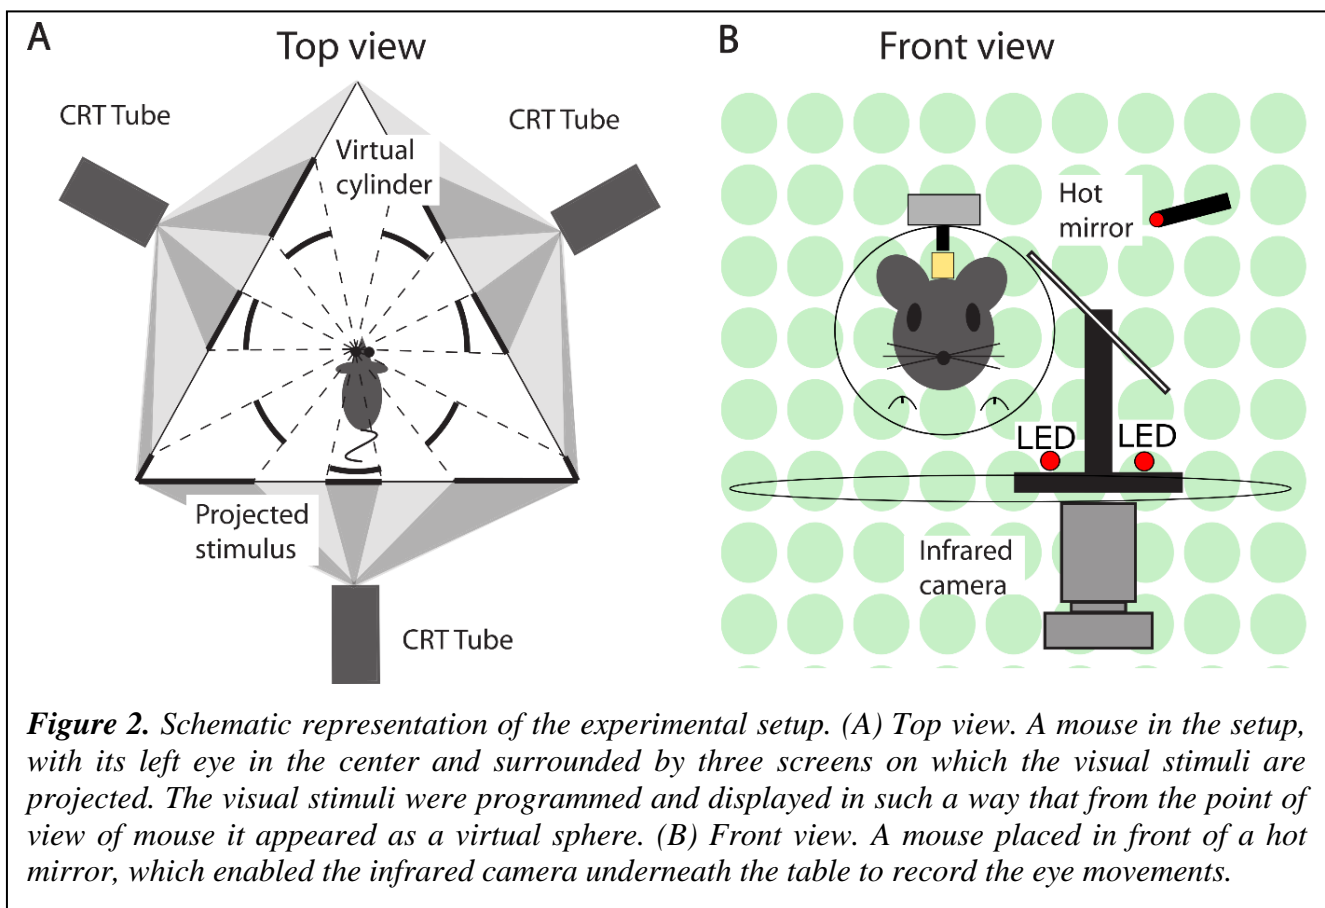 A
Top view
CRT Tube
CRT Tube
Virtual
cylinder
Projected
stimulus
CRT Tube
B
Front view
Hot
mirror
LED
LED
Infrared
camera
Figure 2. Schematic representation of the experimental setup. (A) Top view. A mouse in the setup,
with its left eye in the center and surrounded by three screens on which the visual stimuli are
projected. The visual stimuli were programmed and displayed in such a way that from the point of
view of mouse it appeared as a virtual sphere. (B) Front view. A mouse placed in front of a hot
mirror, which enabled the infrared camera underneath the table to record the eye movements.